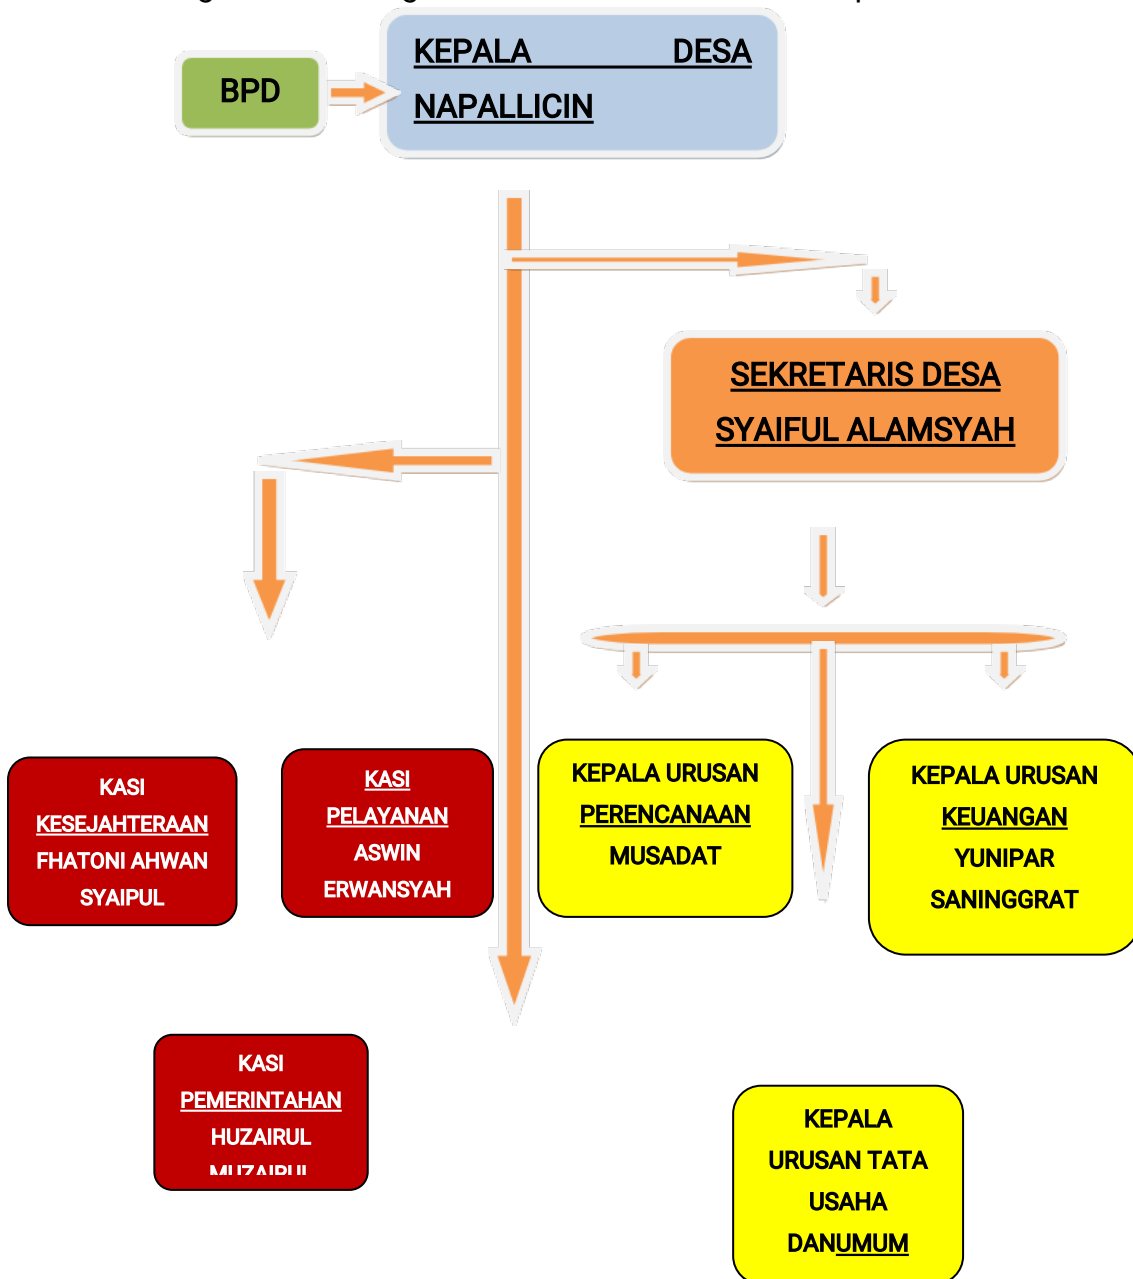 BPD
KEPALA DESA
NAPALLICIN
SEKRETARIS DESA
SYAIFUL ALAMSYAH
KASI
KESEJAHTERAAN
FHATONI AHWAN
SYAIPUL
KASI
PELAYANAN
ASWIN
ERWANSYAH
KEPALA URUSAN
PERENCANAAN
MUSADAT
KEPALA URUSAN
KEUANGAN
YUNIPAR
SANINGGRAT
KASI
PEMERINTAHAN
HUZAIRUL
KEPALA
URUSAN TATA
USAHA
DANUMUM